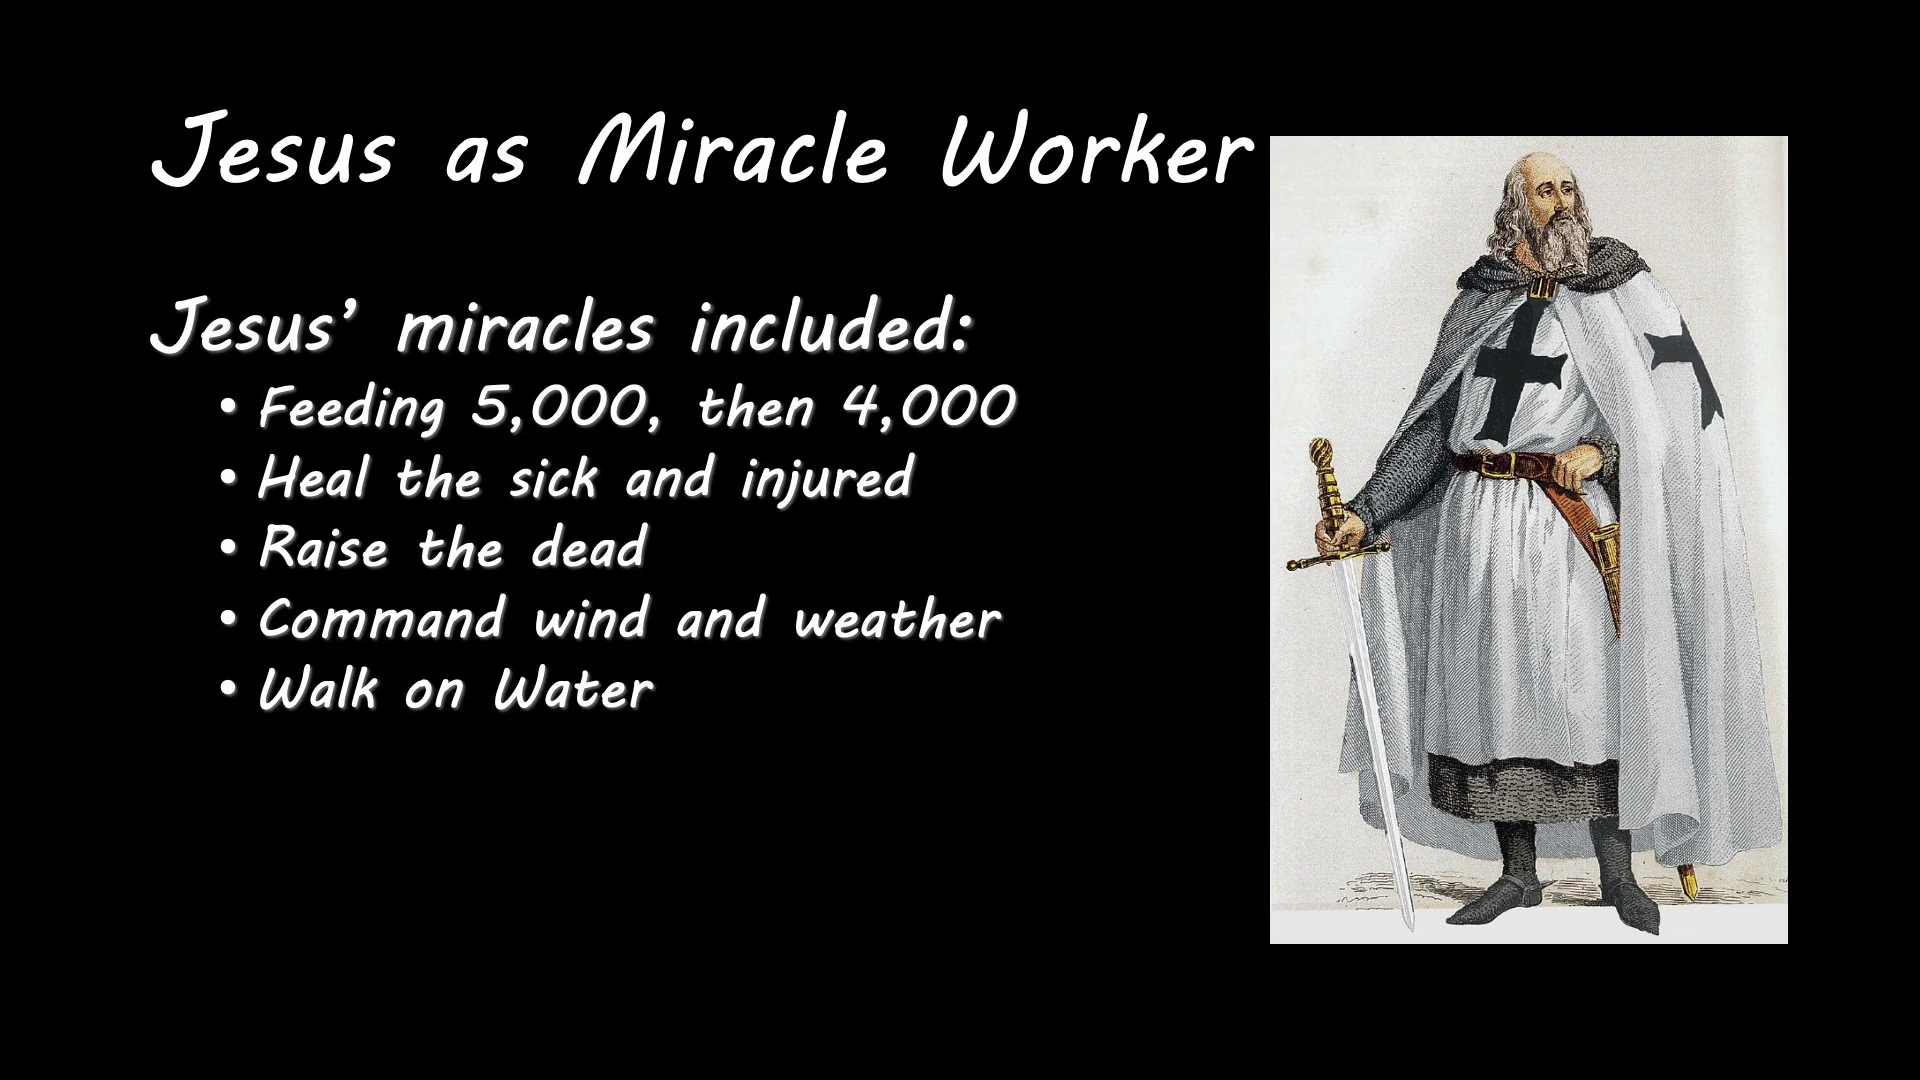 Jesus as Miracle Worker
Jesus’ miracles included:
• Feeding 5,000, then 4,000
• Heal the sick and injured
• Raise the dead
• Command wind and weather
• Walk on Water